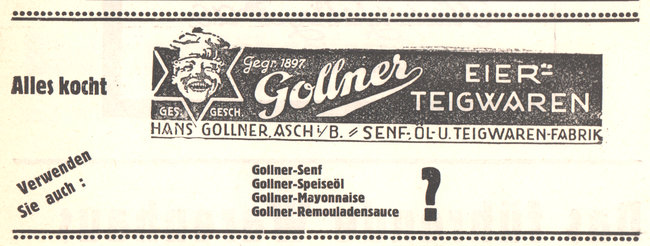 Alles kocht
Gegr. 1897.
Gollner
EIER-
TEIGWAREN
GES. GESCH.
HANS GOLLNER, ASCH i/B. = SENF-, ÖL- U. TEIGWAREN-FABRIK
Verwenden
Sie auch :
Gollner-Senf
Gollner-Speiseöl
Gollner-Mayonnaise
Gollner-Remouladensauce
?